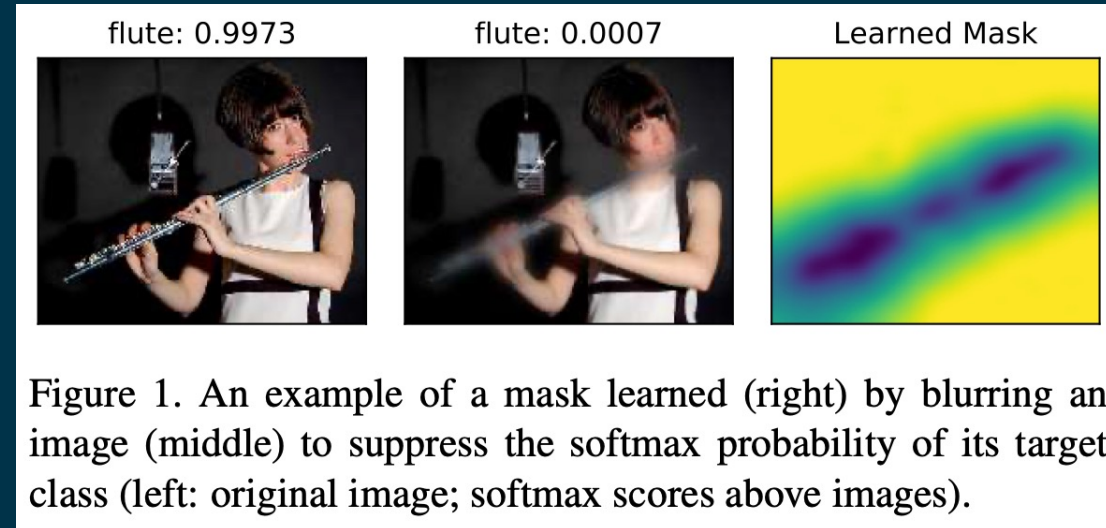 flute: 0.9973
flute: 0.0007
Learned Mask
Figure 1. An example of a mask learned (right) by blurring an
image (middle) to suppress the softmax probability of its target
class (left: original image; softmax scores above images).